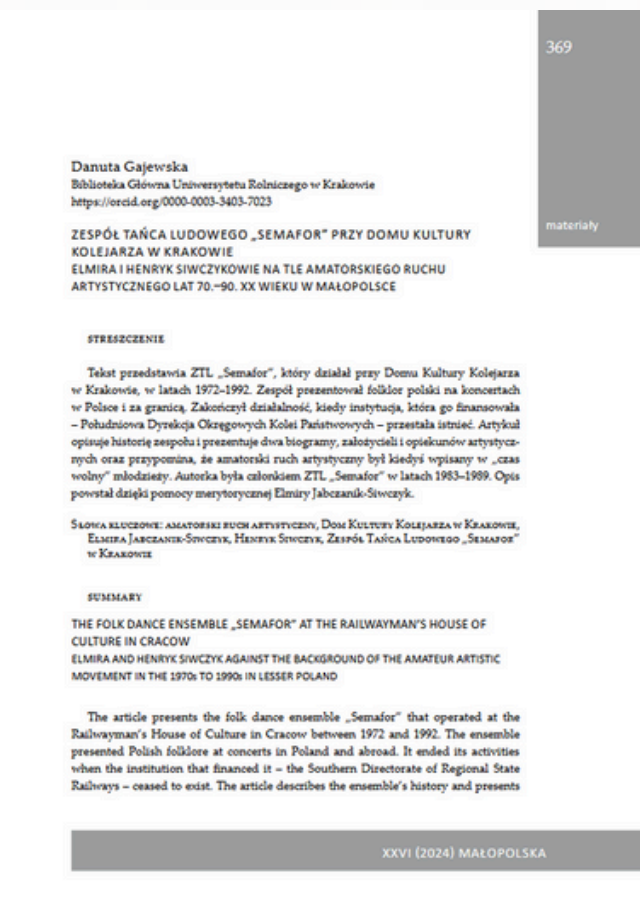 369
materiały
Danuta Gajewska
Biblioteka Główna Uniwersytetu Rolniczego w Krakowie
https://orcid.org/0000-0003-3403-7023
ZESPÓŁ TAŃCA LUDOWEGO „SEMAFOR” PRZY DOMU KULTURY
KOLEJARZA W KRAKOWIE
ELMIRA I HENRYK SIWCZYKOWIE NA TLE AMATORSKIEGO RUCHU
ARTYSTYCZNEGO LAT 70.–90. XX WIEKU W MAŁOPOLSCE
STRESZCZENIE
Tekst przedstawia ZTL „Semafor”, który działał przy Domu Kultury Kolejarza
w Krakowie, w latach 1972–1992. Zespół prezentował folklor polski na koncertach
w Polsce i za granicą. Zakończył działalność, kiedy instytucja, która go finansowała
– Południowa Dyrekcja Okręgowych Kolei Państwowych – przestała istnieć. Artykuł
opisuje historię zespołu i prezentuje dwa biogramy, założycieli i opiekunów artystycz-
nych oraz przypomina, że amatorski ruch artystyczny był kiedyś wpisany w „czas
wolny” młodzieży. Autorka była członkiem ZTL „Semafor” w latach 1983–1989. Opis
powstał dzięki pomocy merytorycznej Elmiry Jabczanik-Siwczyk.
Słowa kluczowe: amatorski ruch artystyczny, Dom Kultury Kolejarza w Krakowie,
Elmira Jabczanik-Siwczyk, Henryk Siwczyk, Zespół Tańca Ludowego „Semafor”
w Krakowie
SUMMARY
THE FOLK DANCE ENSEMBLE „SEMAFOR” AT THE RAILWAYMAN’S HOUSE OF
CULTURE IN CRACOW
ELMIRA AND HENRYK SIWCZYK AGAINST THE BACKGROUND OF THE AMATEUR ARTISTIC
MOVEMENT IN THE 1970s TO 1990s IN LESSER POLAND
The article presents the folk dance ensemble „Semafor” that operated at the
Railwayman’s House of Culture in Cracow between 1972 and 1992. The ensemble
presented Polish folklore at concerts in Poland and abroad. It ended its activities
when the institution that financed it – the Southern Directorate of Regional State
Railways – ceased to exist. The article describes the ensemble’s history and presents
XXVI (2024) MAŁOPOLSKA